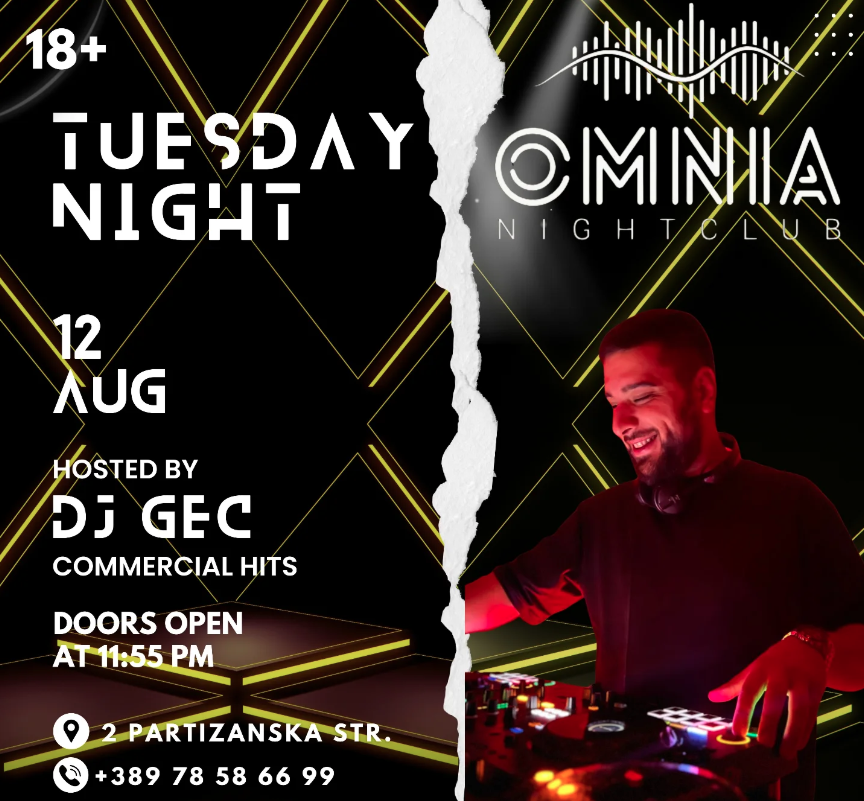 18+
TUESDAY
NIGHT
12
AUG
HOSTED BY
DJ GEC
COMMERCIAL HITS
DOORS OPEN
AT 11:55 PM
2 PARTIZANSKA STR.
+389 78 58 66 99
OMNIA
NIGHTCLUB